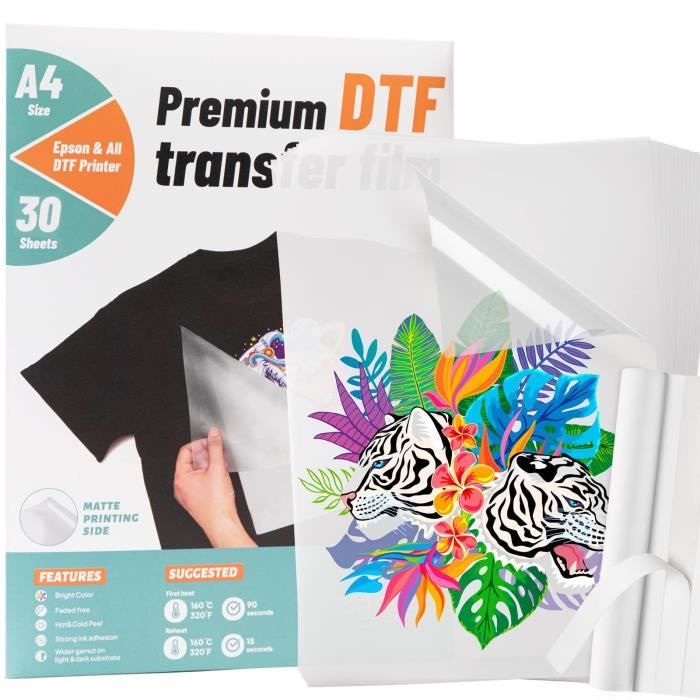 A4
Size
Epson & All
DTF Printer
30
Sheets
Premium DTF
transfer film
MATTE
PRINTING
SIDE
FEATURES
Bright Color
Faded free
Hot&Cold Peel
Strong ink adhesion
Wider gamut on
light & dark substrate
SUGGESTED
First heat
160℃
320℉
90
seconds
Reheat
160℃
320℉
15
seconds